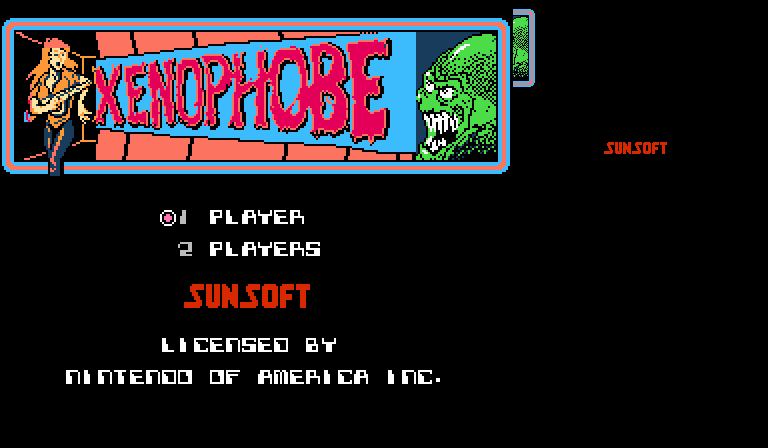 XENOPHOBE
1 PLAYER
2 PLAYERS
SUNSOFT
LICENSED BY
NINTENDO OF AMERICA INC.
SUNSOFT